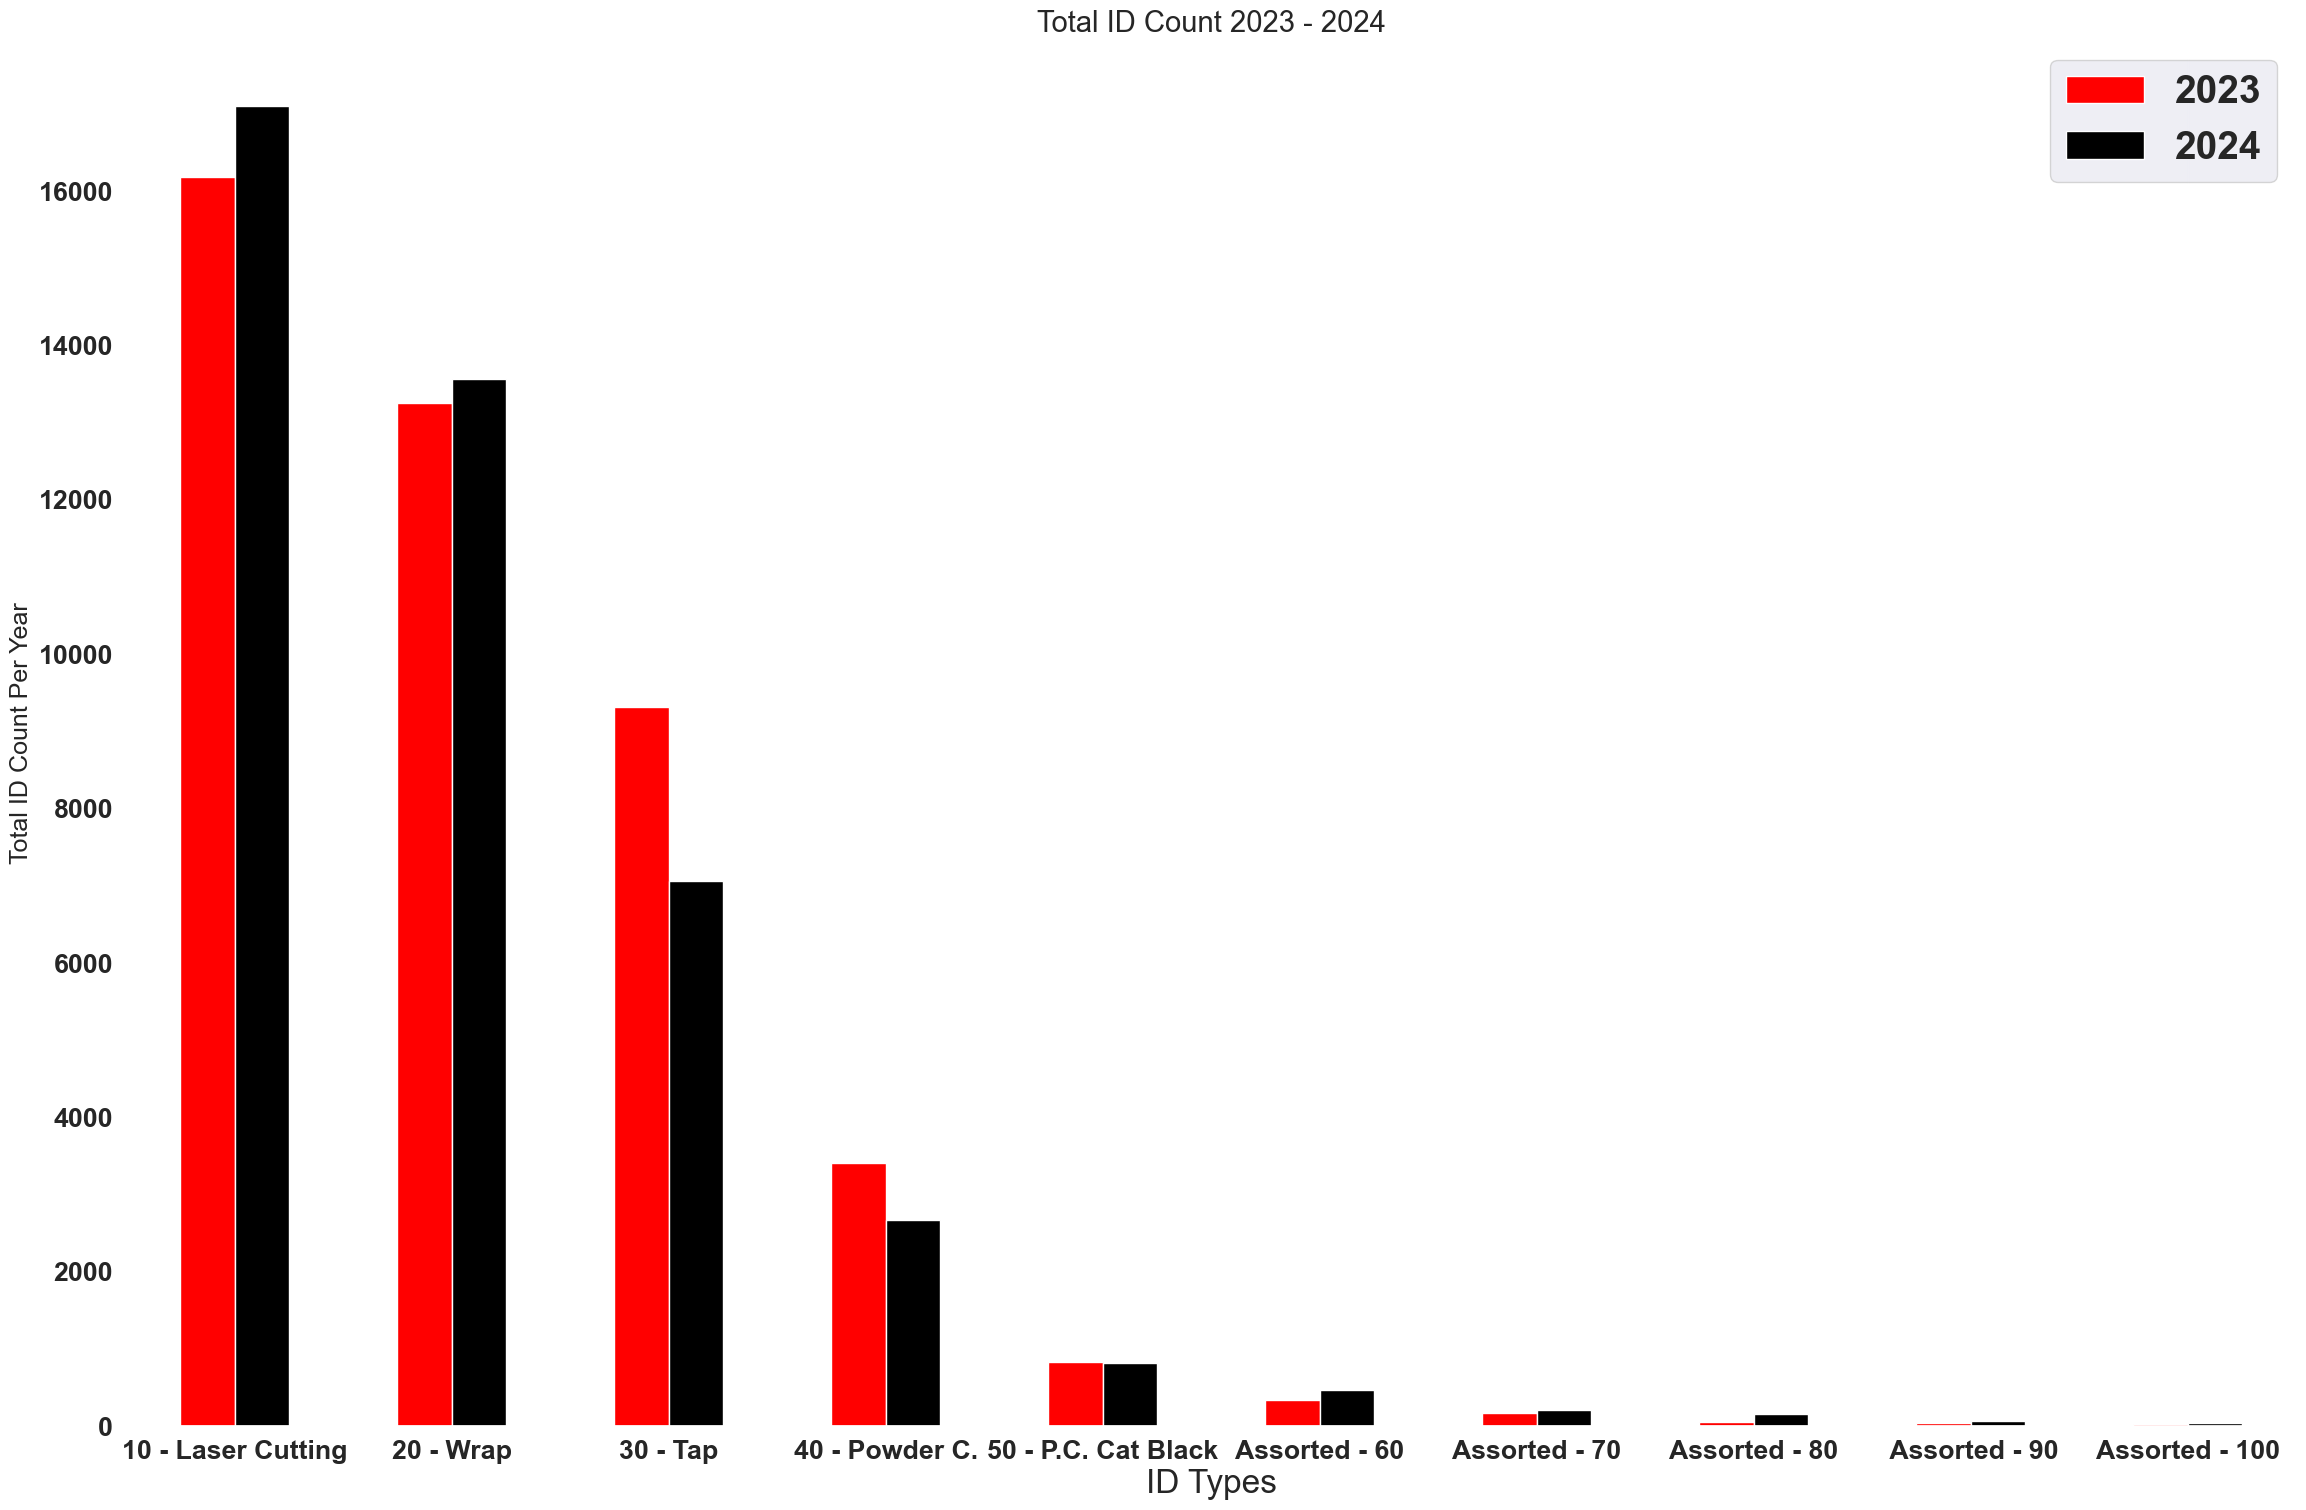 Total ID Count 2023 - 2024
2023
2024
16000
14000
12000
10000
8000
6000
4000
2000
0
Total ID Count Per Year
10 - Laser Cutting
20 - Wrap
30 - Tap
40 - Powder C.
50 - P.C. Cat Black
Assorted - 60
Assorted - 70
Assorted - 80
Assorted - 90
Assorted - 100
ID Types